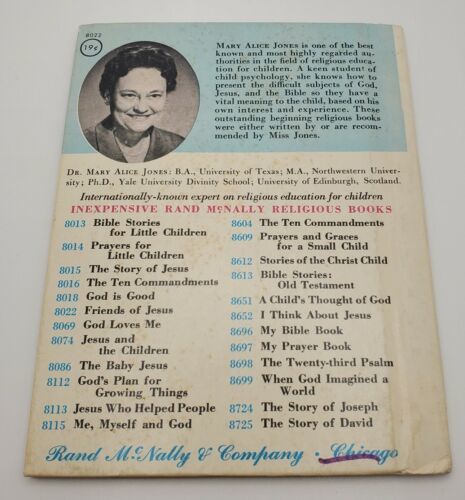 8022
19¢
MARY ALICE JONES is one of the best
known and most highly regarded au-
thorities in the field of religious educa-
tion for children. A keen student of
child psychology, she knows how to
present the difficult subjects of God,
Jesus, and the Bible so they have a
vital meaning to the child, based on his
own interest and experience. These
outstanding beginning religious books
were either written by or are recom-
mended by Miss Jones.
DR. MARY ALICE JONES: B.A., University of Texas; M.A., Northwestern Univer-
sity; Ph.D., Yale University Divinity School; University of Edinburgh, Scotland.
Internationally-known expert on religious education for children
INEXPENSIVE RAND McNALLY RELIGIOUS BOOKS
8013 Bible Stories
for Little Children
8014 Prayers for
Little Children
8015 The Story of Jesus
8016 The Ten Commandments
8018 God is Good
8022 Friends of Jesus
8069 God Loves Me
8074 Jesus and
the Children
8086 The Baby Jesus
8112 God's Plan for
Growing Things
8113 Jesus Who Helped People
8115 Me, Myself and God
8604 The Ten Commandments
8609 Prayers and Graces
for a Small Child
8612 Stories of the Christ Child
8613 Bible Stories:
Old Testament
8651 A Child's Thought of God
8652 I Think About Jesus
8696 My Bible Book
8697 My Prayer Book
8698 The Twenty-third Psalm
8699 When God Imagined a
World
8724 The Story of Joseph
8725 The Story of David
Rand McNally & Company · Chicago